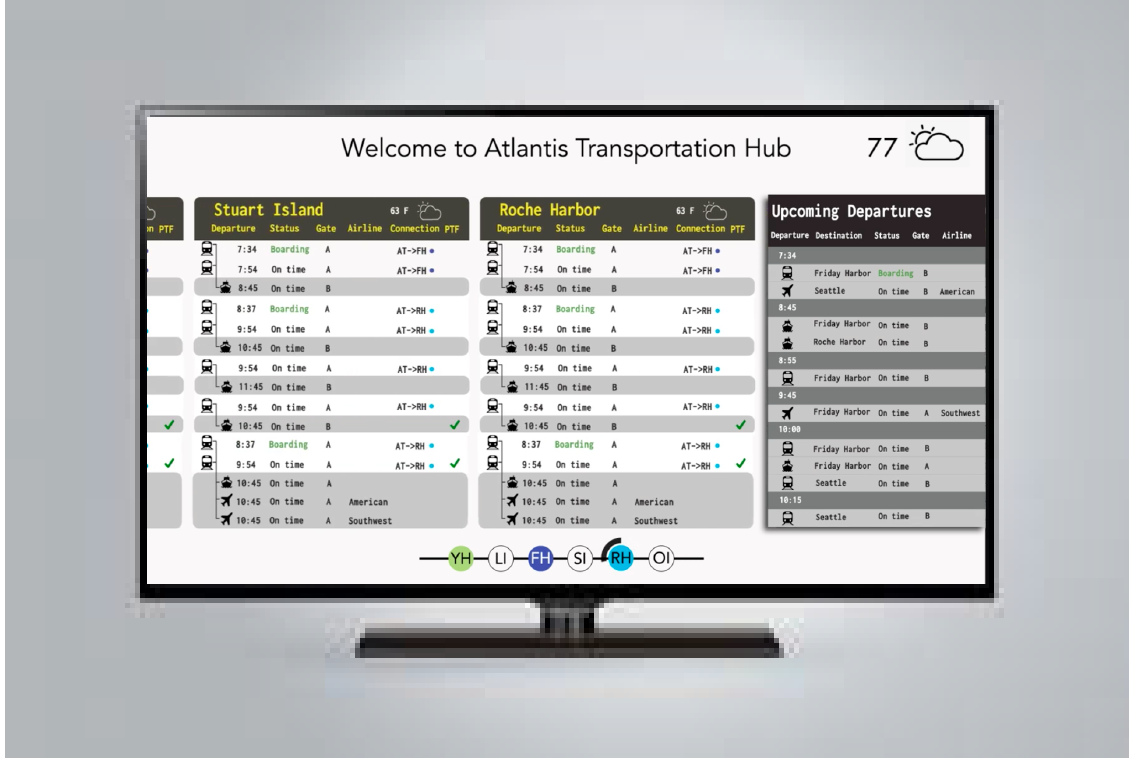 Welcome to Atlantis Transportation Hub 77
PTF
Stuart Island 63 F
Departure Status Gate Airline Connection PTF
7:34 Boarding A AT->FH
7:54 On time A AT->FH
8:45 On time B
8:37 Boarding A AT->RH
9:54 On time A AT->RH
10:45 On time B
9:54 On time A AT->RH
11:45 On time B
9:54 On time A AT->RH
10:45 On time B
8:37 Boarding A AT->RH
9:54 On time A AT->RH
10:45 On time A
10:45 On time A American
10:45 On time A Southwest
Roche Harbor 63 F
Departure Status Gate Airline Connection PTF
7:34 Boarding A AT->FH
7:54 On time A AT->FH
8:45 On time B
8:37 Boarding A AT->RH
9:54 On time A AT->RH
10:45 On time B
9:54 On time A AT->RH
11:45 On time B
9:54 On time A AT->RH
10:45 On time B
8:37 Boarding A AT->RH
9:54 On time A AT->RH
10:45 On time A
10:45 On time A American
10:45 On time A Southwest
Upcoming Departures
Departure Destination Status Gate Airline
7:34
Friday Harbor Boarding B
Seattle On time B American
8:45
Friday Harbor On time B
Roche Harbor On time B
8:55
Friday Harbor On time B
9:45
Friday Harbor On time A Southwest
10:00
Friday Harbor On time B
Friday Harbor On time A
Seattle On time B
10:15
Seattle On time B
YH LI FH SI RH OI